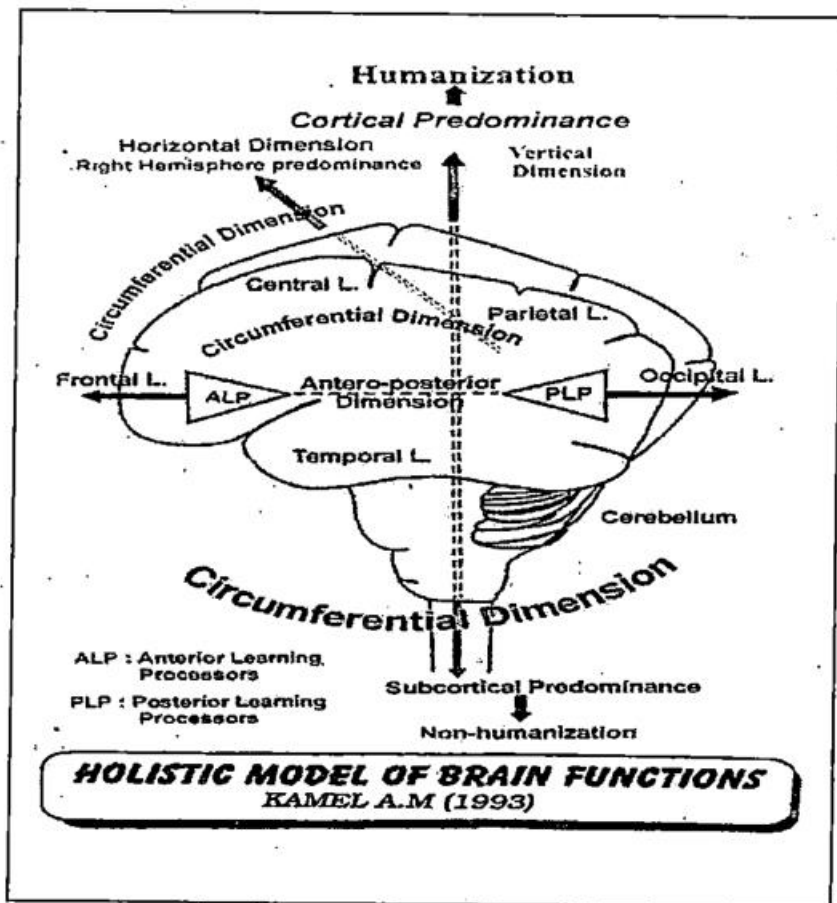 Humanization
Cortical Predominance
Horizontal Dimension
Right Hemisphere predominance
Vertical
Dimension
Circumferential Dimension
Central L.
Parietal L.
Circumferential Dimension
Frontal L.
ALP
Antero-posterior
Dimension
PLP
Occipital L.
Temporal L.
Cerebellum
Circumferential Dimension
ALP : Anterior Learning
Processors
PLP : Posterior Learning
Processors
Subcortical Predominance
Non-humanization
HOLISTIC MODEL OF BRAIN FUNCTIONS
KAMEL A.M (1993)